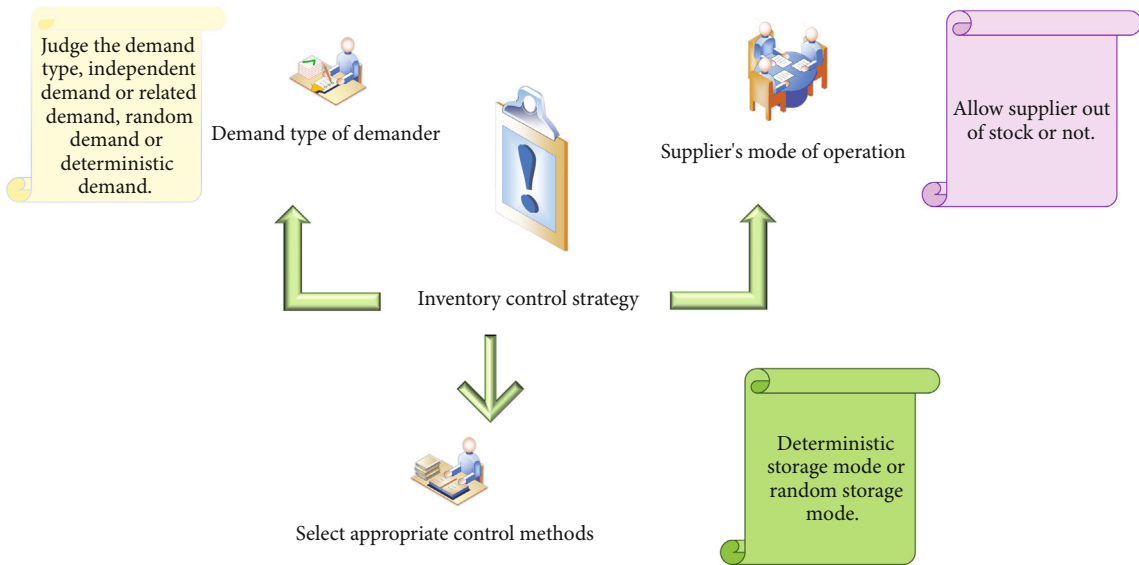 Judge the demand
type, independent
demand or related
demand, random
demand or
deterministic
demand.
Demand type of demander
Supplier's mode of operation
Allow supplier out
of stock or not.
Inventory control strategy
Select appropriate control methods
Deterministic
storage mode or
random storage
mode.